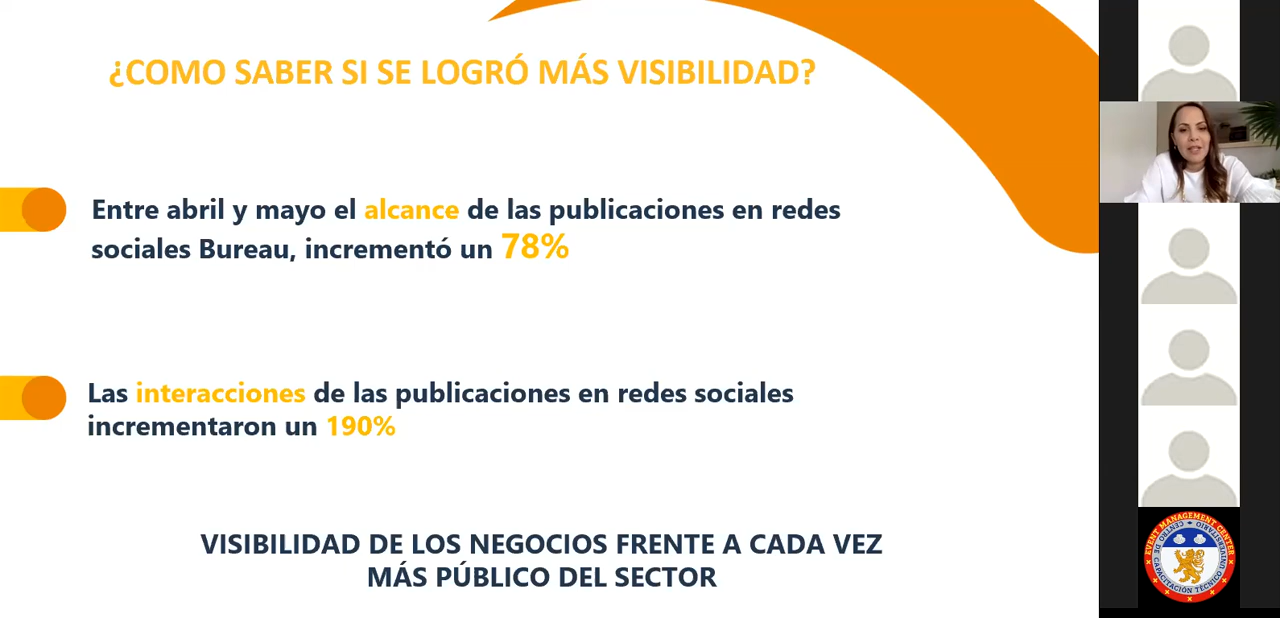 ¿COMO SABER SI SE LOGRÓ MÁS VISIBILIDAD?
Entre abril y mayo el alcance de las publicaciones en redes
sociales Bureau, incrementó un 78%
Las interacciones de las publicaciones en redes sociales
incrementaron un 190%
VISIBILIDAD DE LOS NEGOCIOS FRENTE A CADA VEZ
MÁS PÚBLICO DEL SECTOR
EVENT MANAGEMENT CENTER
CENTRO DE CAPACITACIÓN TÉCNICO UNIVERSITARIO